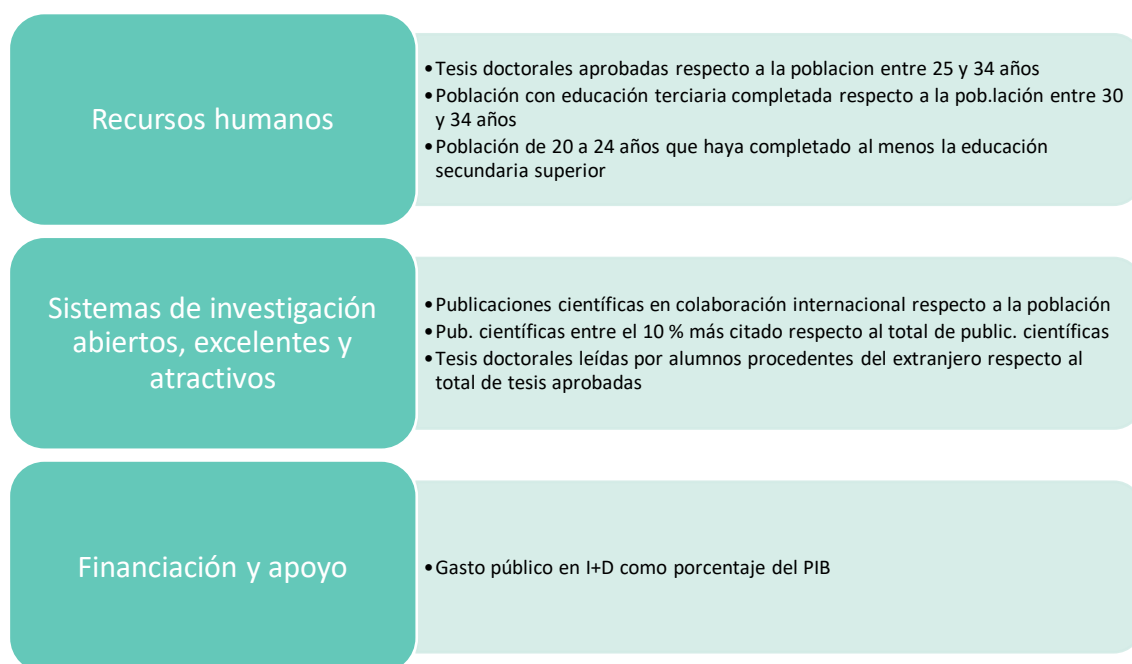 Recursos humanos
•Tesis doctorales aprobadas respecto a la poblacion entre 25 y 34 años
•Población con educación terciaria completada respecto a la pob.lación entre 30
y 34 años
•Población de 20 a 24 años que haya completado al menos la educación
secundaria superior
Sistemas de investigación
abiertos, excelentes y
atractivos
•Publicaciones científicas en colaboración internacional respecto a la población
•Pub. científicas entre el 10 % más citado respecto al total de public. científicas
•Tesis doctorales leídas por alumnos procedentes del extranjero respecto al
total de tesis aprobadas
Financiación y apoyo
•Gasto público en I+D como porcentaje del PIB